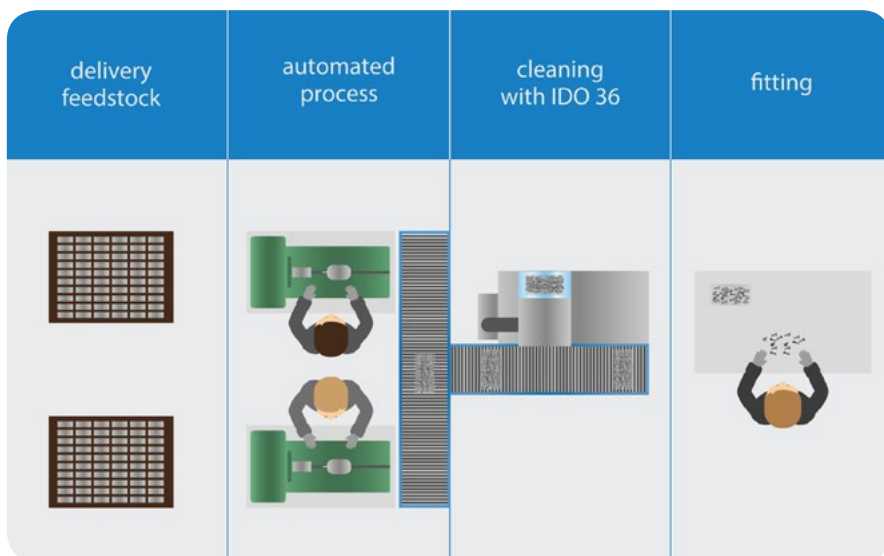 delivery
feedstock
automated
process
cleaning
with IDO 36
fitting